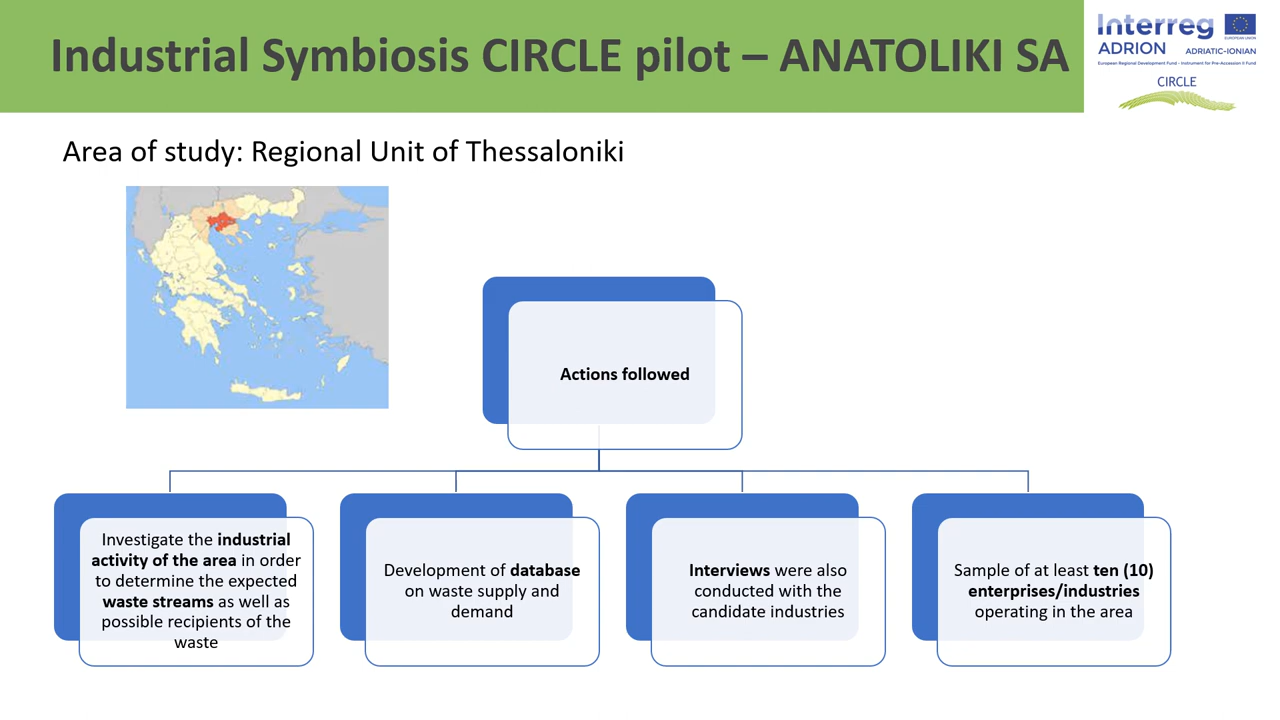 Industrial Symbiosis CIRCLE pilot – ANATOLIKI SA
Interreg
EUROPEAN UNION
ADRION ADRIATIC-IONIAN
European Regional Development Fund - Instrument for Pre-Accession II Fund
CIRCLE
Area of study: Regional Unit of Thessaloniki
Actions followed
Investigate the industrial
activity of the area in order
to determine the expected
waste streams as well as
possible recipients of the
waste
Development of database
on waste supply and
demand
Interviews were also
conducted with the
candidate industries
Sample of at least ten (10)
enterprises/industries
operating in the area